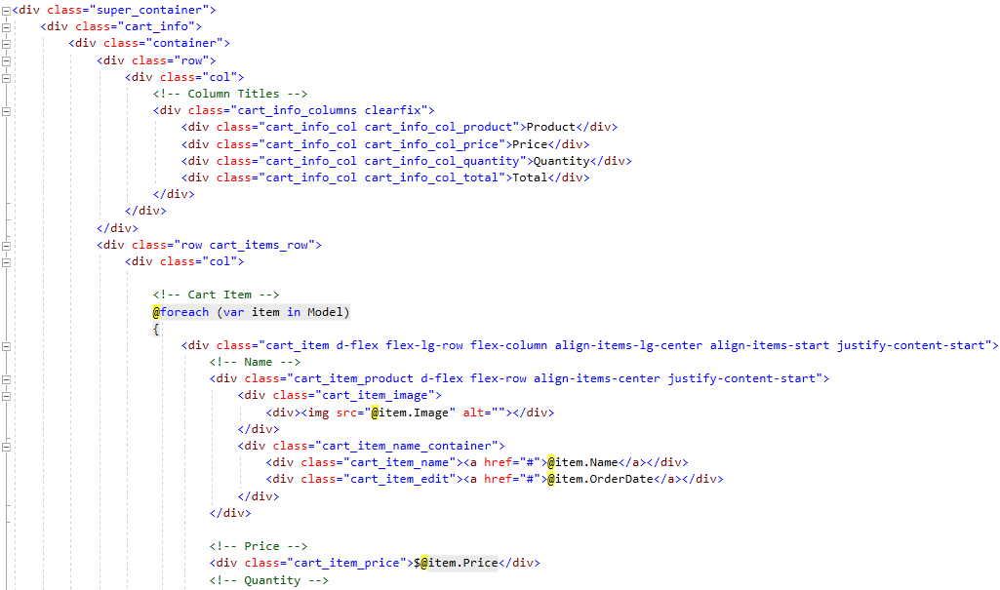 <div class="super_container">
<div class="cart_info">
<div class="container">
<div class="row">
<div class="col">
<!-- Column Titles -->
<div class="cart_info_columns clearfix">
<div class="cart_info_col cart_info_col_product">Product</div>
<div class="cart_info_col cart_info_col_price">Price</div>
<div class="cart_info_col cart_info_col_quantity">Quantity</div>
<div class="cart_info_col cart_info_col_total">Total</div>
</div>
</div>
</div>
<div class="row cart_items_row">
<div class="col">
<!-- Cart Item -->
@foreach (var item in Model)
{
<div class="cart_item d-flex flex-lg-row flex-column align-items-lg-center align-items-start justify-content-start">
<!-- Name -->
<div class="cart_item_product d-flex flex-row align-items-center justify-content-start">
<div class="cart_item_image">
<div><img src="@item.Image" alt=""></div>
</div>
<div class="cart_item_name_container">
<div class="cart_item_name"><a href="#">@item.Name</a></div>
<div class="cart_item_edit"><a href="#">@item.OrderDate</a></div>
</div>
</div>
<!-- Price -->
<div class="cart_item_price">$@item.Price</div>
<!-- Quantity -->